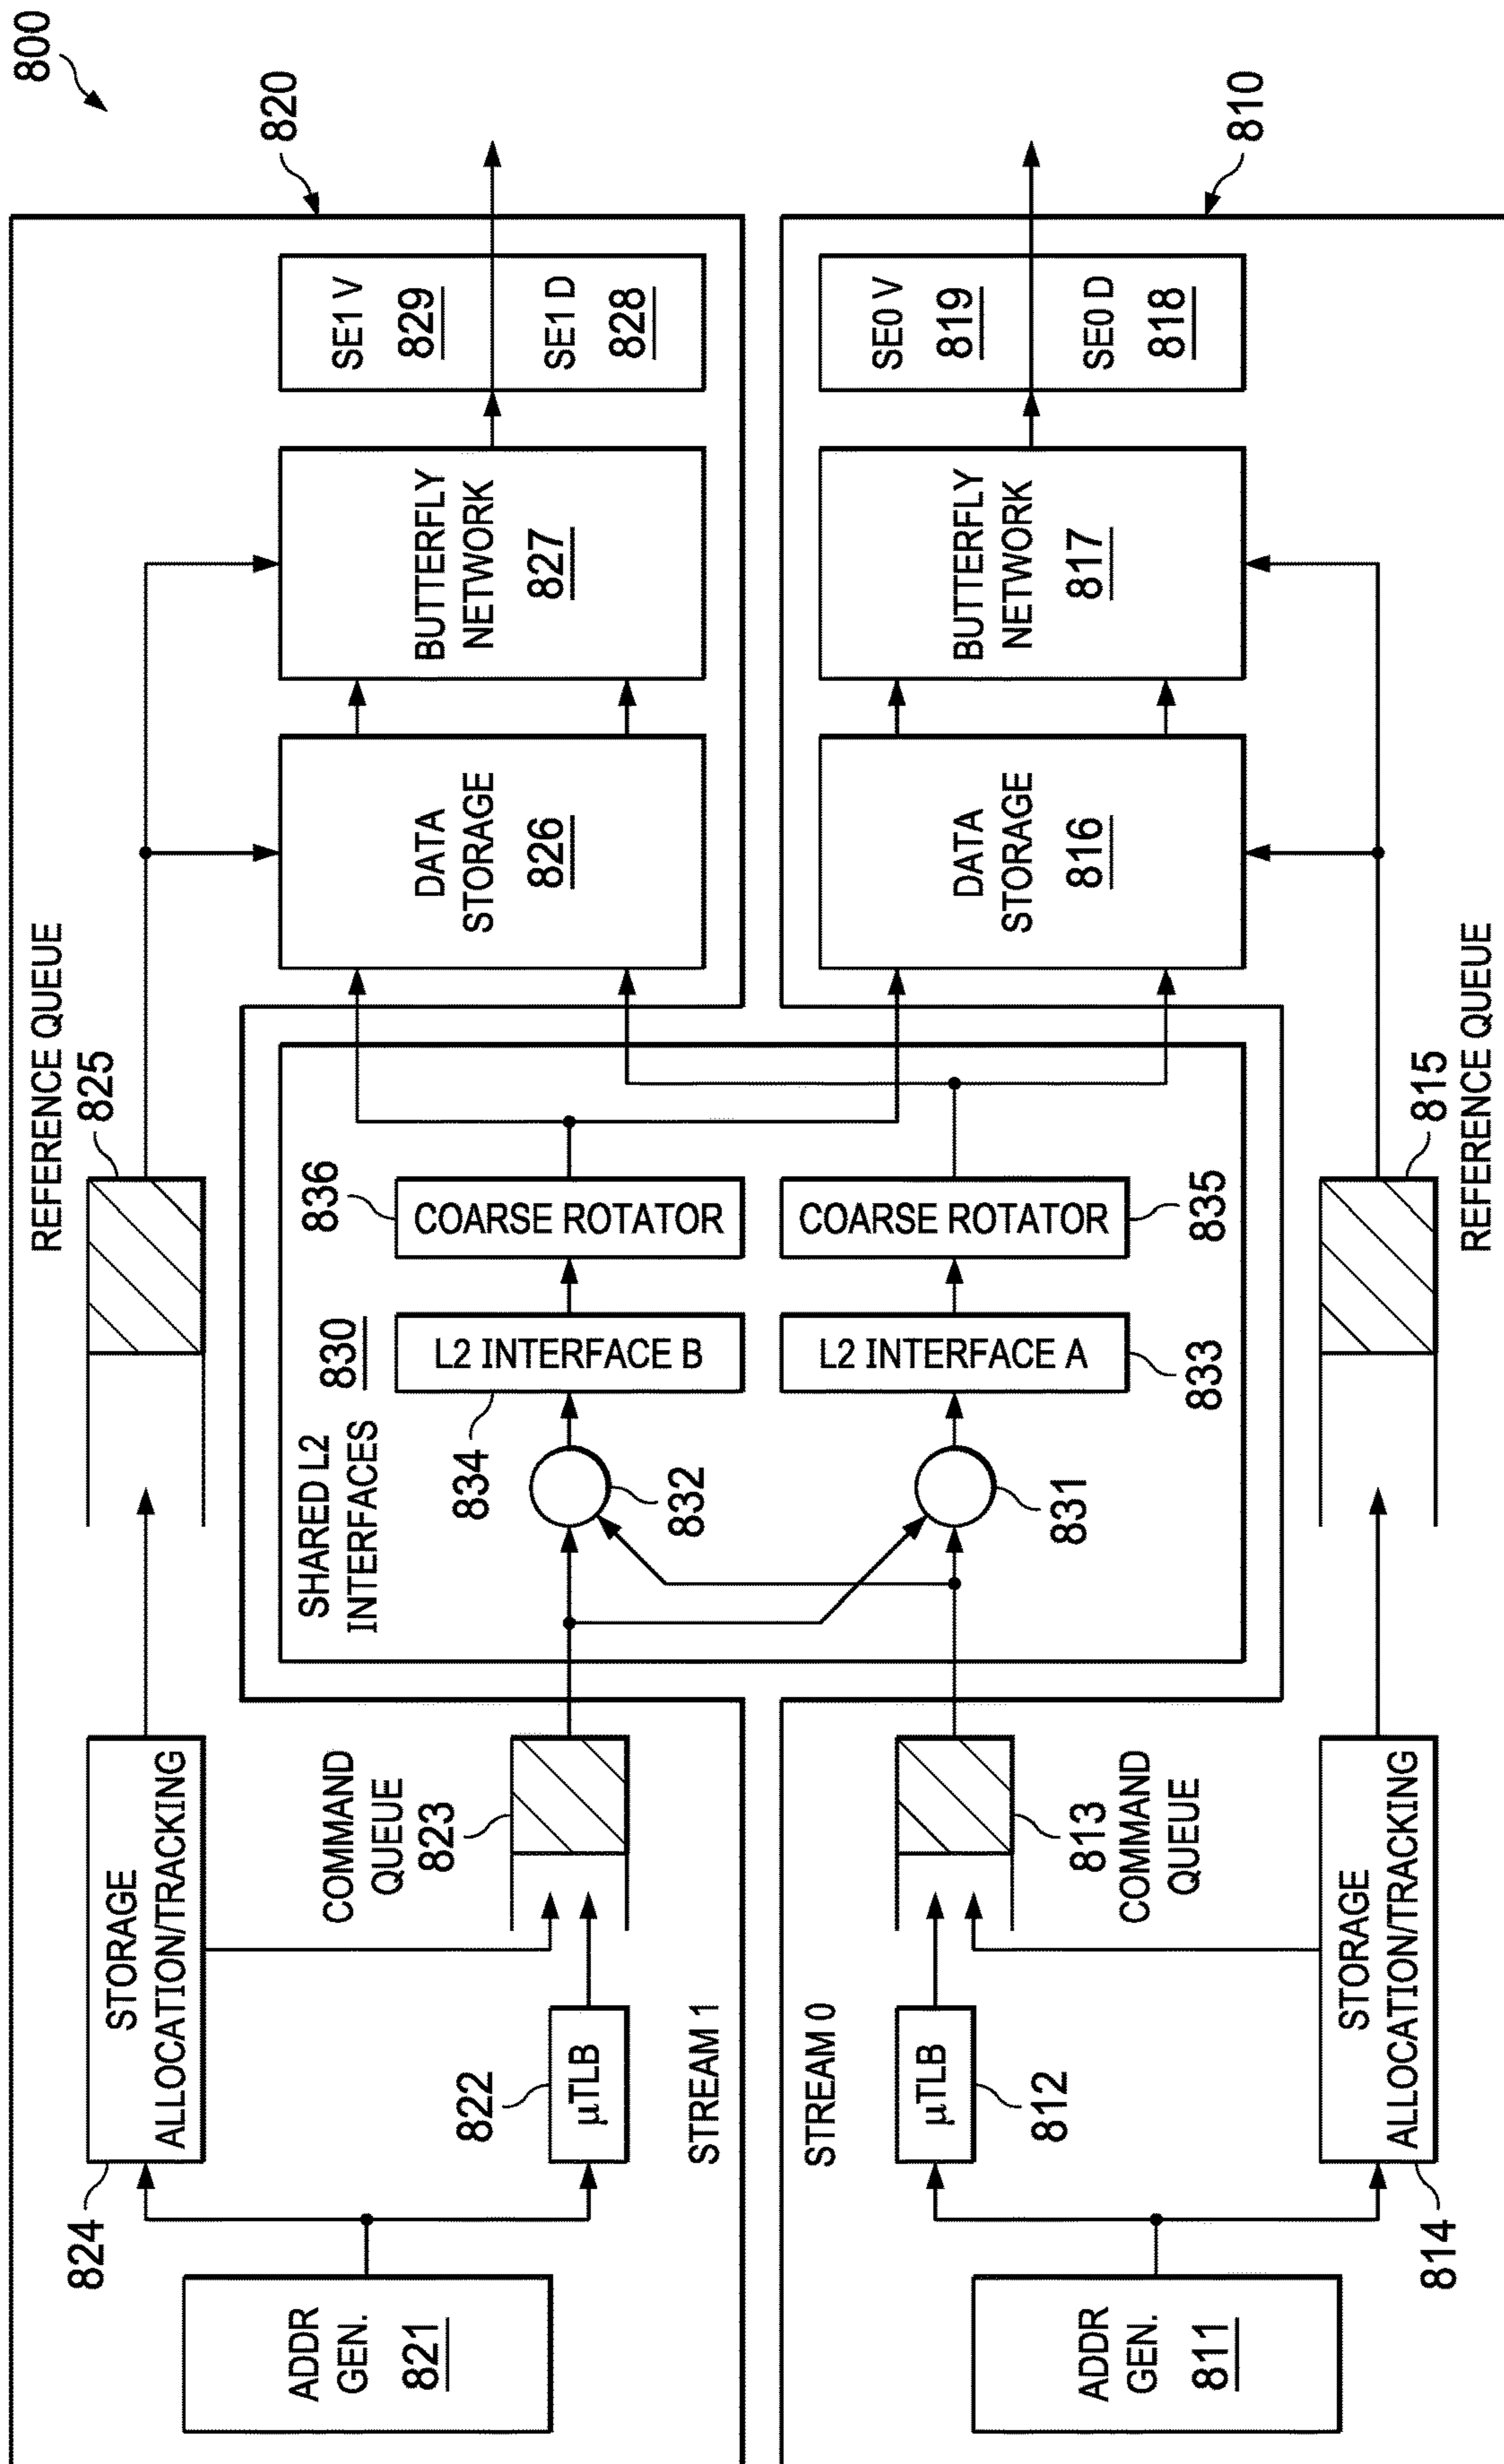 800
820
810
REFERENCE QUEUE
825
STORAGE
ALLOCATION/TRACKING
824
ADDR
GEN.
821
822
µTLB
COMMAND
QUEUE
823
STREAM 1
SHARED L2
INTERFACES
830
834
832
L2 INTERFACE B
836
COARSE ROTATOR
DATA
STORAGE
826
BUTTERFLY
NETWORK
827
SE1 V
829
SE1 D
828
STREAM 0
ADDR
GEN.
811
µTLB
812
813
COMMAND
QUEUE
831
L2 INTERFACE A
833
COARSE ROTATOR
835
DATA
STORAGE
816
BUTTERFLY
NETWORK
817
SE0 V
819
SE0 D
818
STORAGE
ALLOCATION/TRACKING
814
815
REFERENCE QUEUE